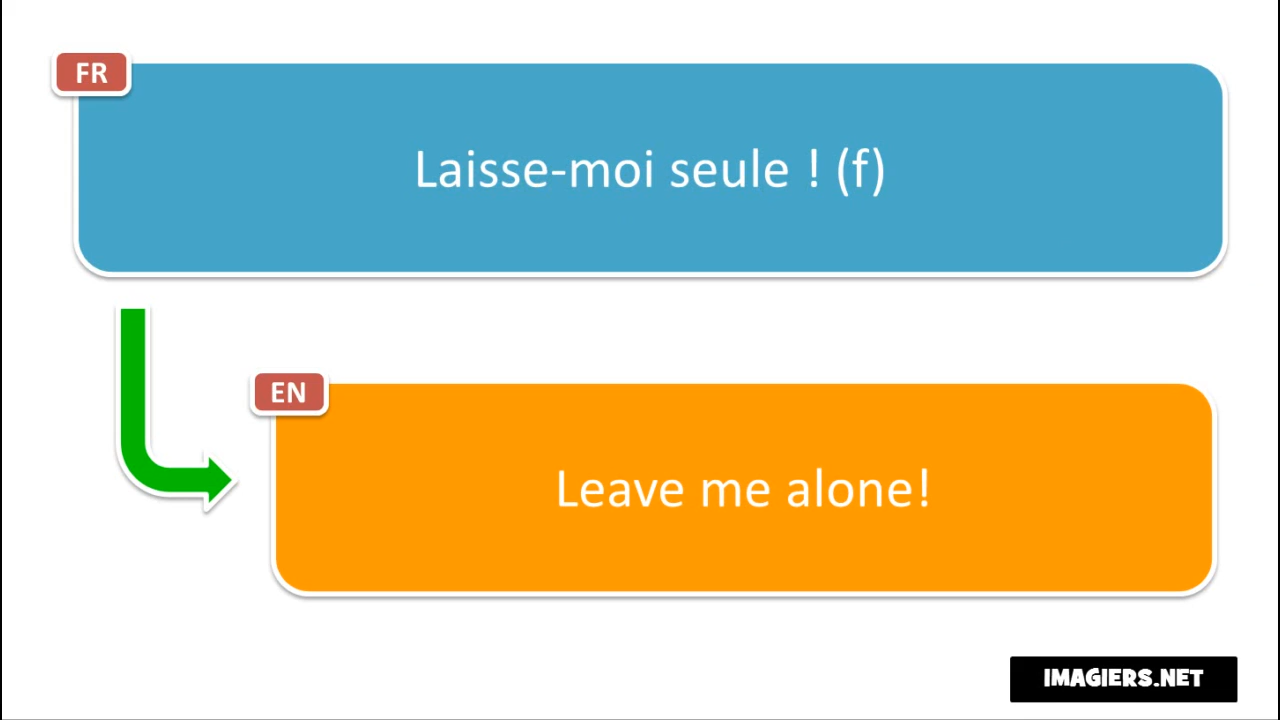 FR
Laisse-moi seule ! (f)
EN
Leave me alone!
IMAGIERS.NET